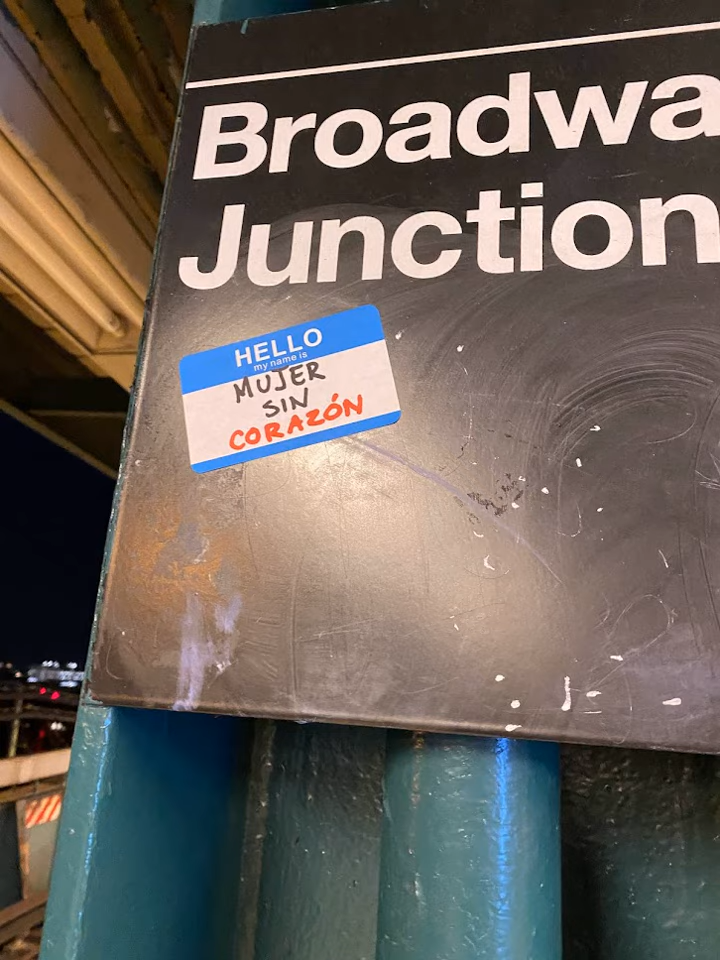 Broadwa
Junction
HELLO
my name is
MUJER
SIN
CORAZÓN